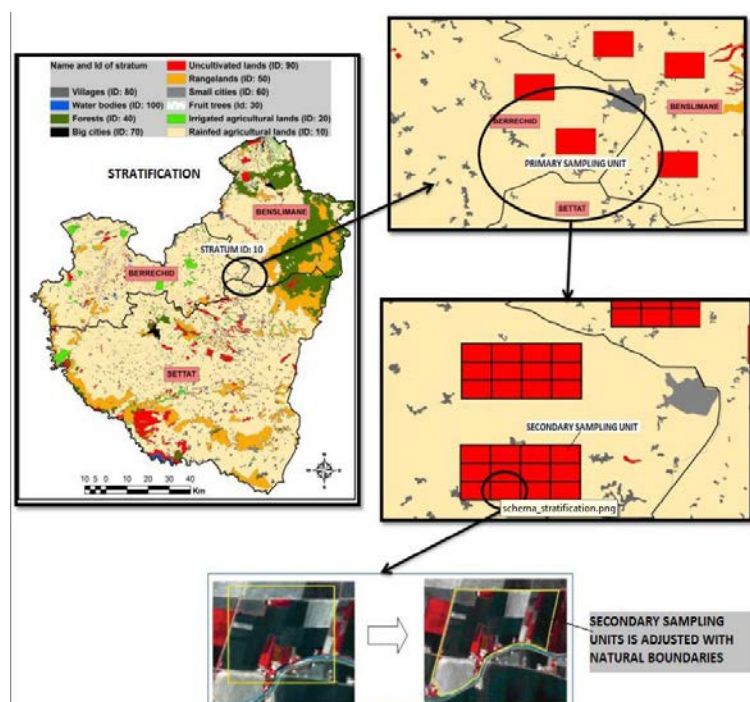 Name and Id of stratum
Uncultivated lands (ID: 90)
Rangelands (ID: 50)
Villages (ID: 80)
Small cities (ID: 60)
Water bodies (ID: 100)
Fruit trees (Id: 30)
Forests (ID: 40)
Irrigated agricultural lands (ID: 20)
Big cities (ID: 70)
Rainfed agricultural lands (ID: 10)
STRATIFICATION
BENSLIMANE
STRATUM ID: 10
BERRECHID
SETTAT
10 5 0 10 20 30 40
Km
BENSLIMANE
BERRECHID
PRIMARY SAMPLING UNIT
SETTAT
SECONDARY SAMPLING UNIT
schema_stratification.png
SECONDARY SAMPLING
UNITS IS ADJUSTED WITH
NATURAL BOUNDARIES